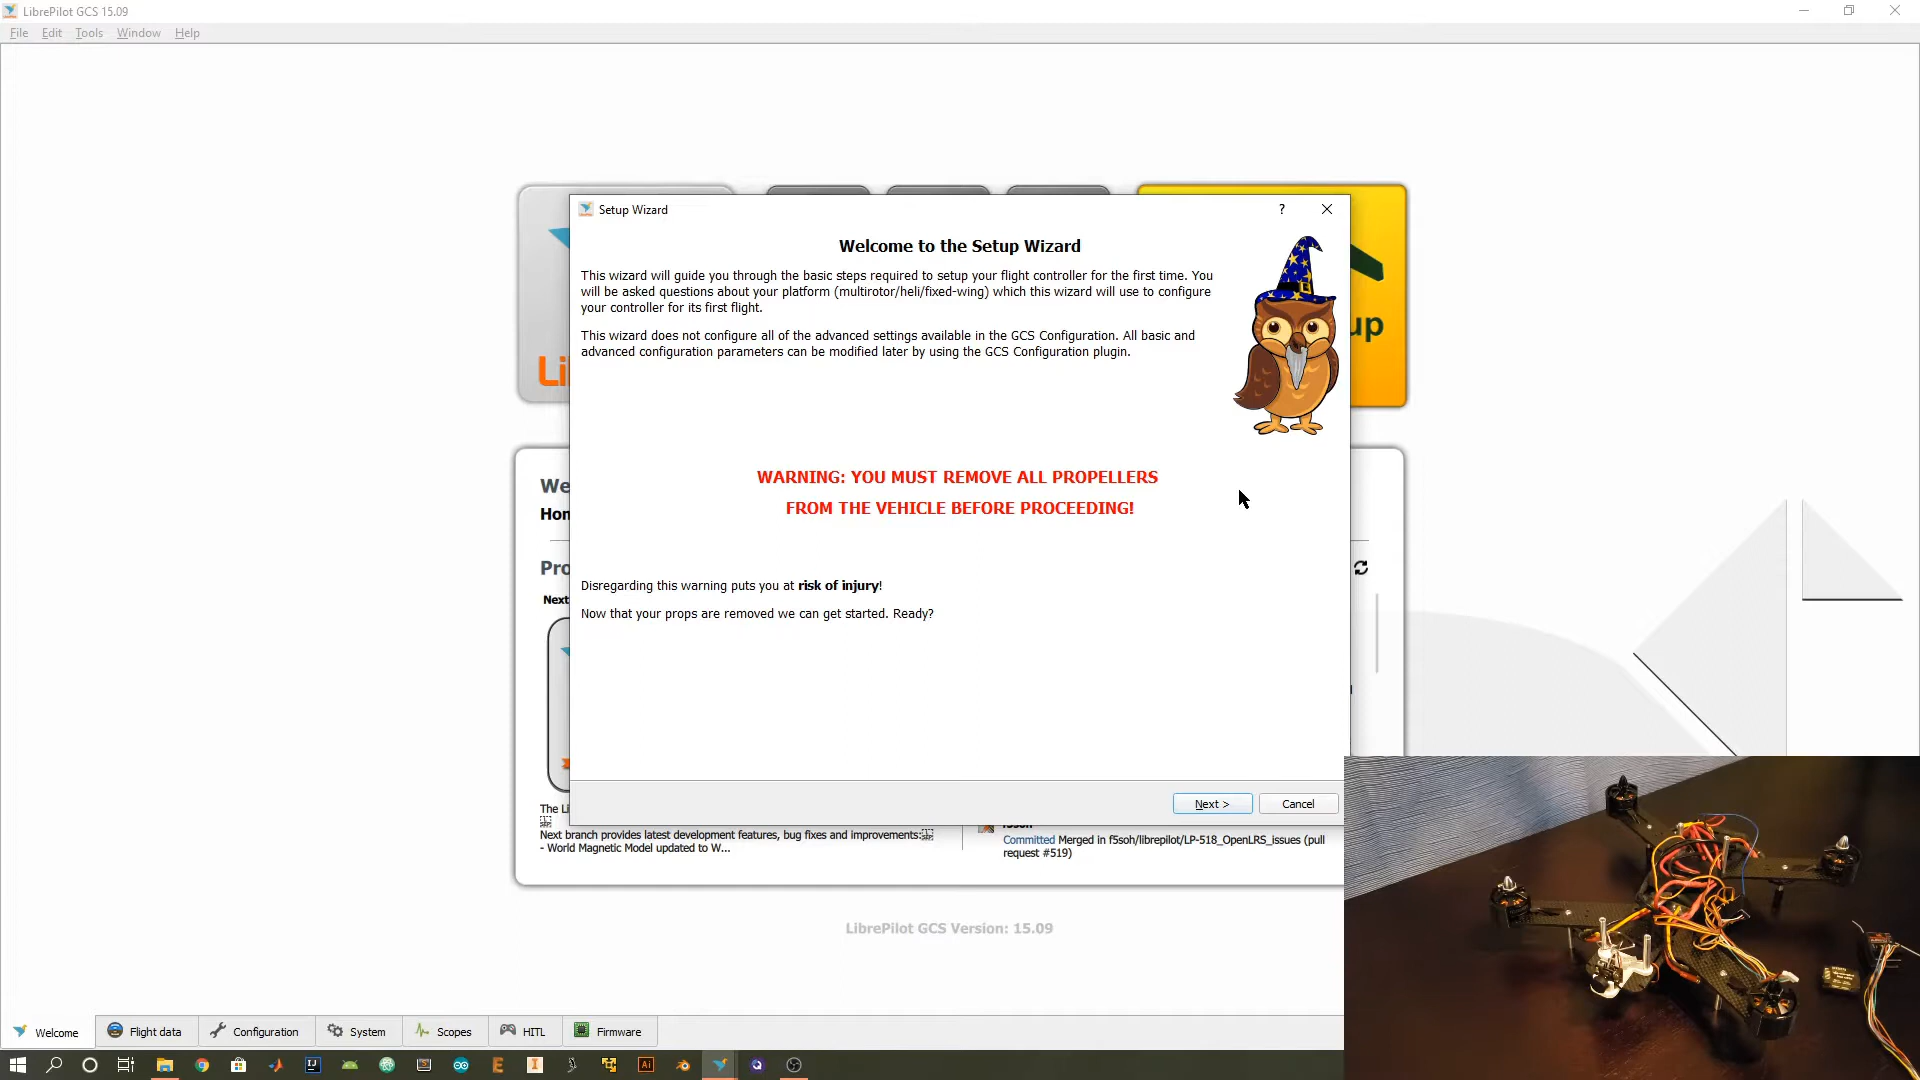 LibrePilot GCS 15.09
File Edit Tools Window Help
Setup Wizard
?
Welcome to the Setup Wizard
This wizard will guide you through the basic steps required to setup your flight controller for the first time. You
will be asked questions about your platform (multirotor/heli/fixed-wing) which this wizard will use to configure
your controller for its first flight.
This wizard does not configure all of the advanced settings available in the GCS Configuration. All basic and
advanced configuration parameters can be modified later by using the GCS Configuration plugin.
up
Li
WARNING: YOU MUST REMOVE ALL PROPELLERS
FROM THE VEHICLE BEFORE PROCEEDING!
We
Hon
Pro
Next
Disregarding this warning puts you at risk of injury!
Now that your props are removed we can get started. Ready?
Next > Cancel
The Li
Next branch provides latest development features, bug fixes and improvements:
- World Magnetic Model updated to W...
f5soh
Committed Merged in f5soh/librepilot/LP-518_OpenLRS_issues (pull
request #519)
LibrePilot GCS Version: 15.09
Welcome Flight data Configuration System Scopes HITL Firmware